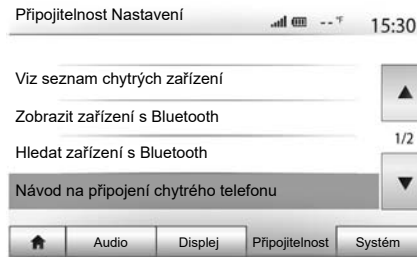 Připojitelnost Nastavení -- °F 15:30
Viz seznam chytrých zařízení
Zobrazit zařízení s Bluetooth
1/2
Hledat zařízení s Bluetooth
Návod na připojení chytrého telefonu
Audio Displej Připojitelnost Systém